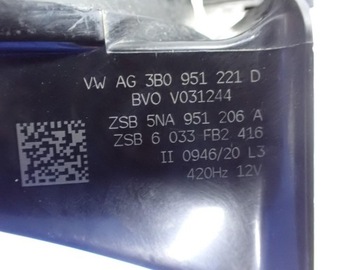 VW AG 3B0 951 221 D
BVO V031244
ZSB 5NA 951 206 A
ZSB 6 033 FB2 416
II 0946/20 L3
420Hz 12V